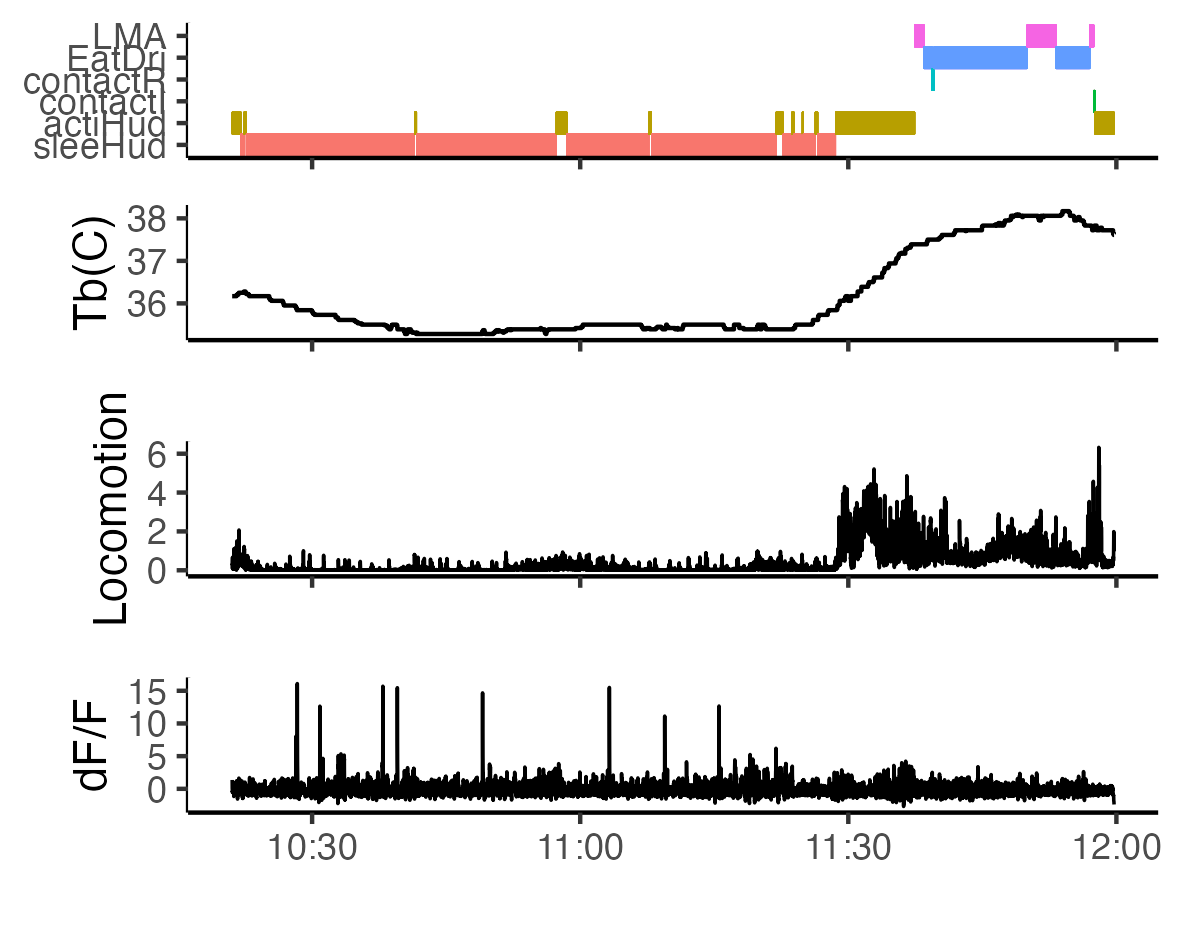 LMA
EatDri
contactR
contactI
actiHud
sleeHud
Tb(C)
38
37
36
Locomotion
6
4
2
0
dF/F
15
10
5
0
10:30 11:00 11:30 12:00